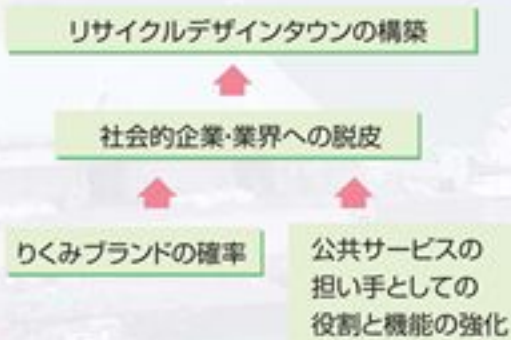 リサイクルデザインタウンの構築
社会的企業・業界への脱皮
りくみブランドの確率
公共サービスの
担い手としての
役割と機能の強化